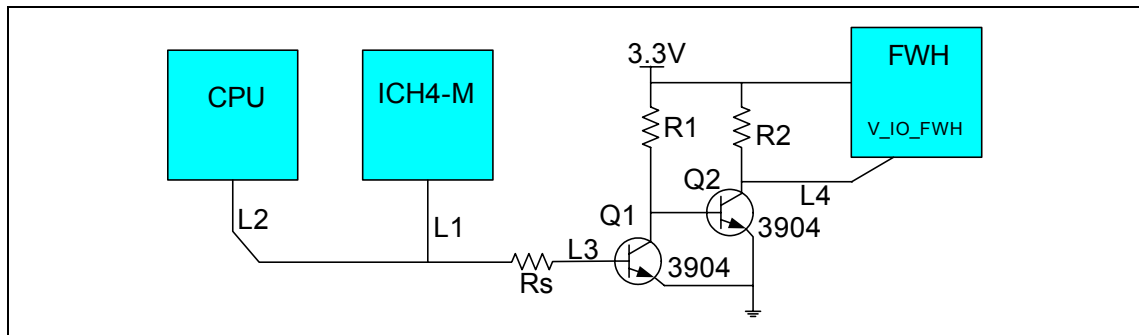 3.3V
FWH
CPU
ICH4-M
R1
R2
V_IO_FWH
Q2
L4
L2
L1
Q1
3904
L3
3904
Rs